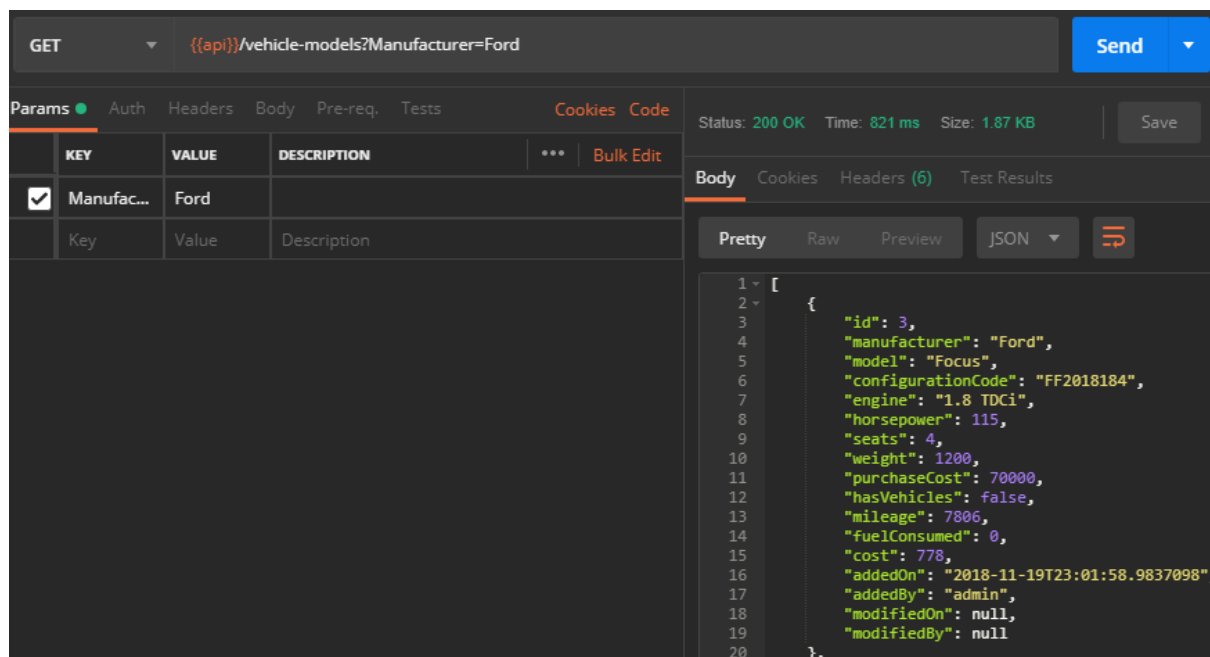 GET {{api}}/vehicle-models?Manufacturer=Ford Send
Params Auth Headers Body Pre-req. Tests Cookies Code
KEY VALUE DESCRIPTION ••• Bulk Edit
Manufac... Ford
Key Value Description
Status: 200 OK Time: 821 ms Size: 1.87 KB Save
Body Cookies Headers (6) Test Results
Pretty Raw Preview JSON
1 [
2 {
3 "id": 3,
4 "manufacturer": "Ford",
5 "model": "Focus",
6 "configurationCode": "FF2018184",
7 "engine": "1.8 TDCi",
8 "horsepower": 115,
9 "seats": 4,
10 "weight": 1200,
11 "purchaseCost": 70000,
12 "hasVehicles": false,
13 "mileage": 7806,
14 "fuelConsumed": 0,
15 "cost": 778,
16 "addedOn": "2018-11-19T23:01:58.9837098"
17 "addedBy": "admin",
18 "modifiedOn": null,
19 "modifiedBy": null
20 },